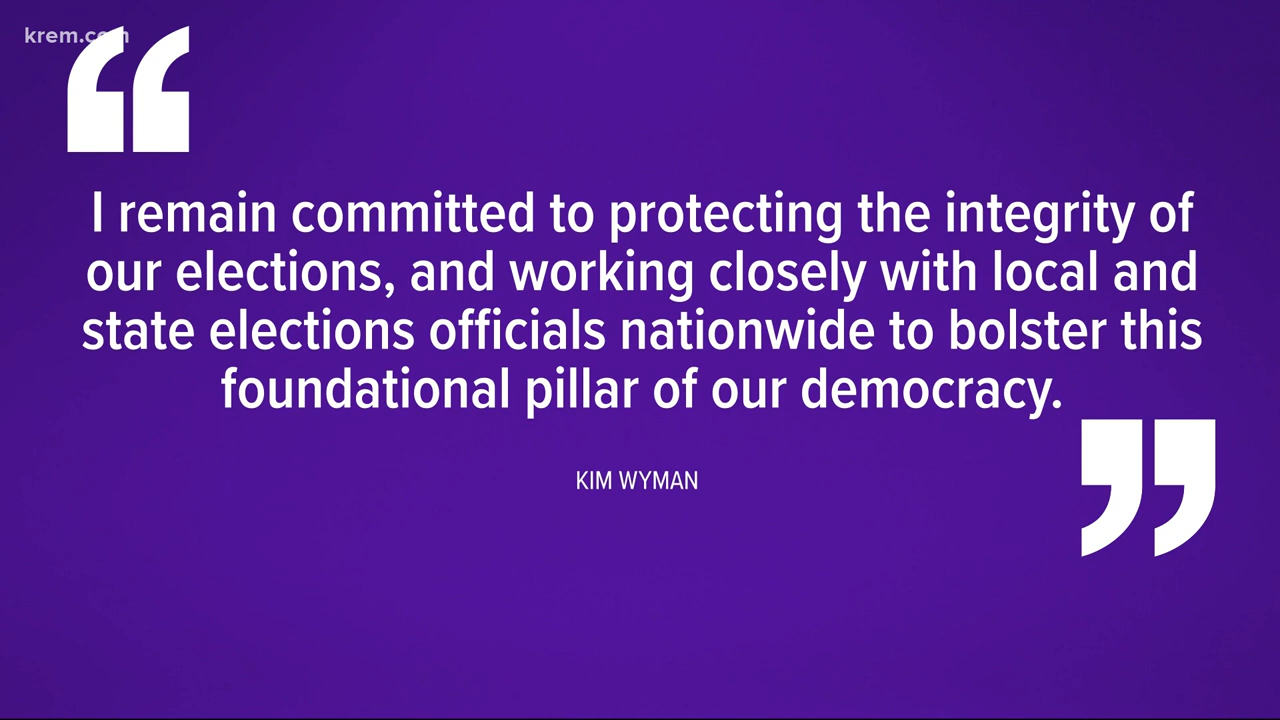 krem.com
I remain committed to protecting the integrity of
our elections, and working closely with local and
state elections officials nationwide to bolster this
foundational pillar of our democracy.
KIM WYMAN